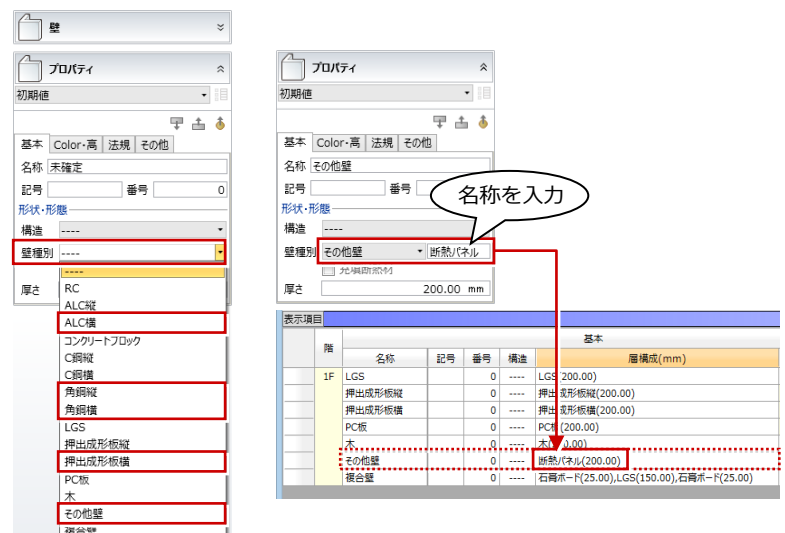 壁
プロパティ
初期値
基本 Color・高 法規 その他
名称 未確定
記号 番号 0
形状・形態
構造 ----
壁種別 ----
----
厚さ
RC
ALC縦
ALC横
コンクリートブロック
C鋼縦
C鋼横
角鋼縦
角鋼横
LGS
押出成形板縦
押出成形板横
PC板
木
その他壁
複合壁
プロパティ
初期値
基本 Color・高 法規 その他
名称 その他壁
記号 番号
名称を入力
形状・形態
構造 ----
壁種別 その他壁 断熱パネル
充填断熱材
厚さ 200.00 mm
表示項目
階 基本
名称 記号 番号 構造 層構成(mm)
1F LGS 0 ---- LGS(200.00)
押出成形板縦 0 ---- 押出成形板縦(200.00)
押出成形板横 0 ---- 押出成形板横(200.00)
PC板 0 ---- PC板(200.00)
木 0 ---- 木(200.00)
その他壁 0 ---- 断熱パネル(200.00)
複合壁 0 ---- 石膏ボード(25.00),LGS(150.00),石膏ボード(25.00)